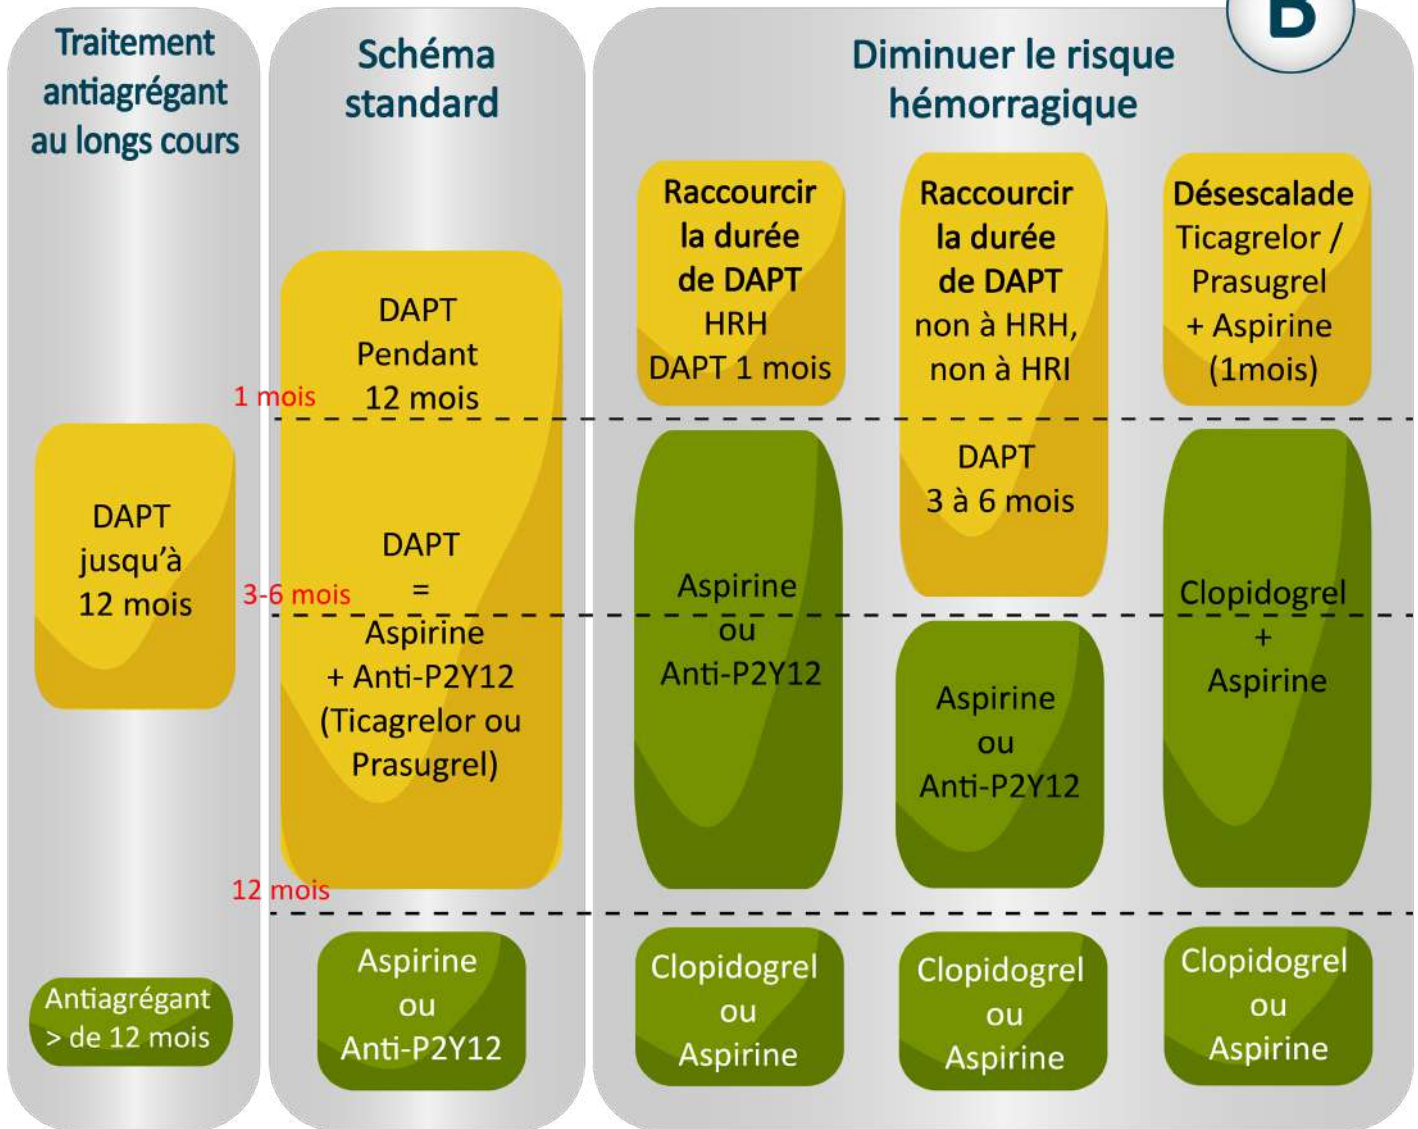 B
Traitement
antiagrégant
au longs cours
DAPT
jusqu'à
12 mois
Antiagrégant
> de 12 mois
Schéma
standard
1 mois
3-6 mois
12 mois
DAPT
Pendant
12 mois
DAPT
=
Aspirine
+ Anti-P2Y12
(Ticagrelor ou
Prasugrel)
Aspirine
ou
Anti-P2Y12
Diminuer le risque
hémorragique
Raccourcir
la durée
de DAPT
HRH
DAPT 1 mois
Aspirine
ou
Anti-P2Y12
Clopidogrel
ou
Aspirine
Raccourcir
la durée
de DAPT
non à HRH,
non à HRI
DAPT
3 à 6 mois
Aspirine
ou
Anti-P2Y12
Clopidogrel
ou
Aspirine
Désescalade
Ticagrelor /
Prasugrel
+ Aspirine
(1mois)
Clopidogrel
+
Aspirine
Clopidogrel
ou
Aspirine